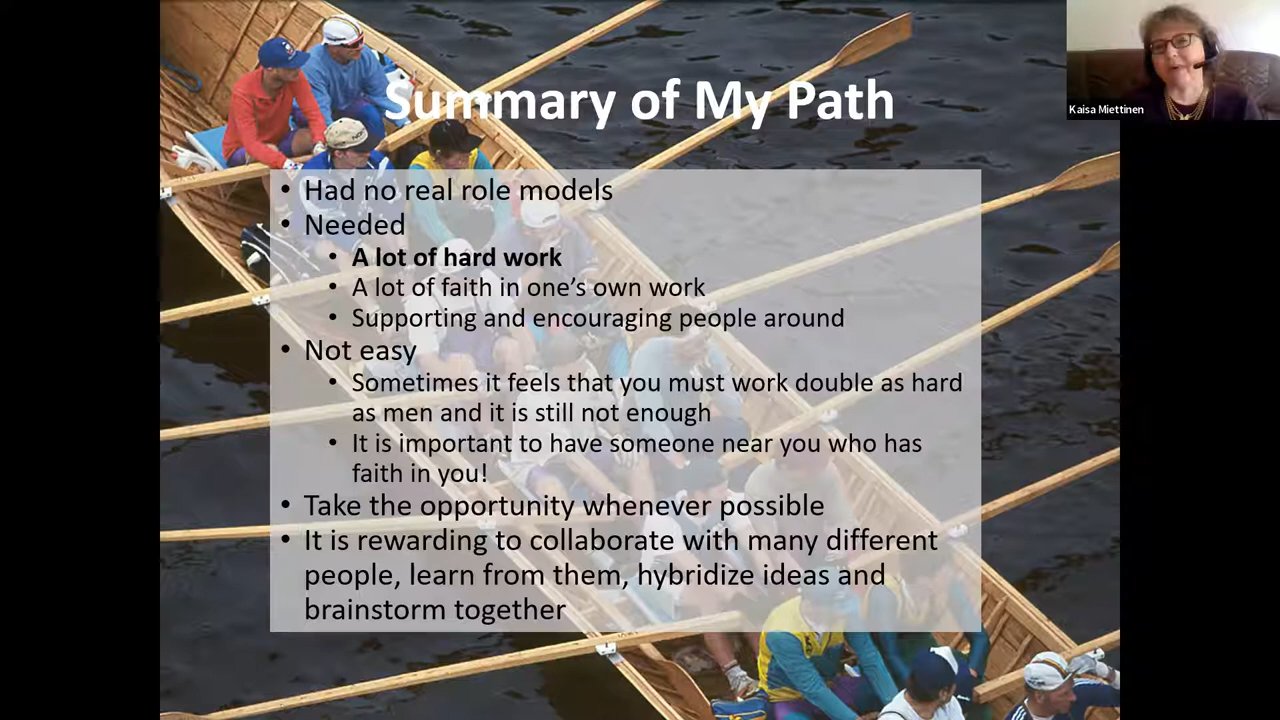 Summary of My Path
Kaisa Miettinen
• Had no real role models
• Needed
• A lot of hard work
• A lot of faith in one's own work
• Supporting and encouraging people around
• Not easy
• Sometimes it feels that you must work double as hard
as men and it is still not enough
• It is important to have someone near you who has
faith in you!
• Take the opportunity whenever possible
• It is rewarding to collaborate with many different
people, learn from them, hybridize ideas and
brainstorm together